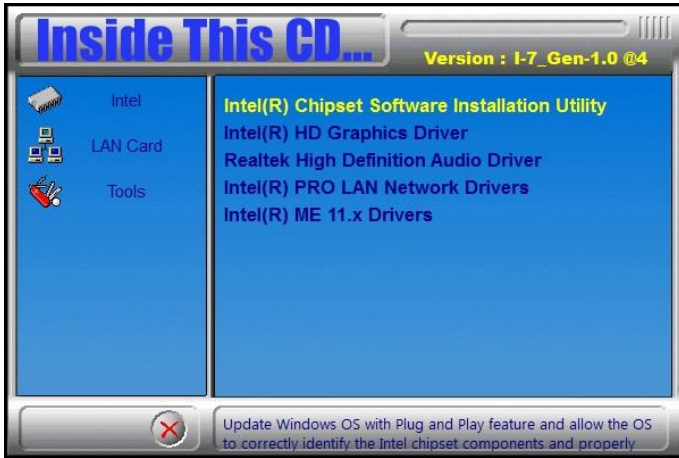 Inside This CD...
Version : I-7_Gen-1.0 @4
Intel
LAN Card
Tools
Intel(R) Chipset Software Installation Utility
Intel(R) HD Graphics Driver
Realtek High Definition Audio Driver
Intel(R) PRO LAN Network Drivers
Intel(R) ME 11.x Drivers
Update Windows OS with Plug and Play feature and allow the OS
to correctly identify the Intel chipset components and properly